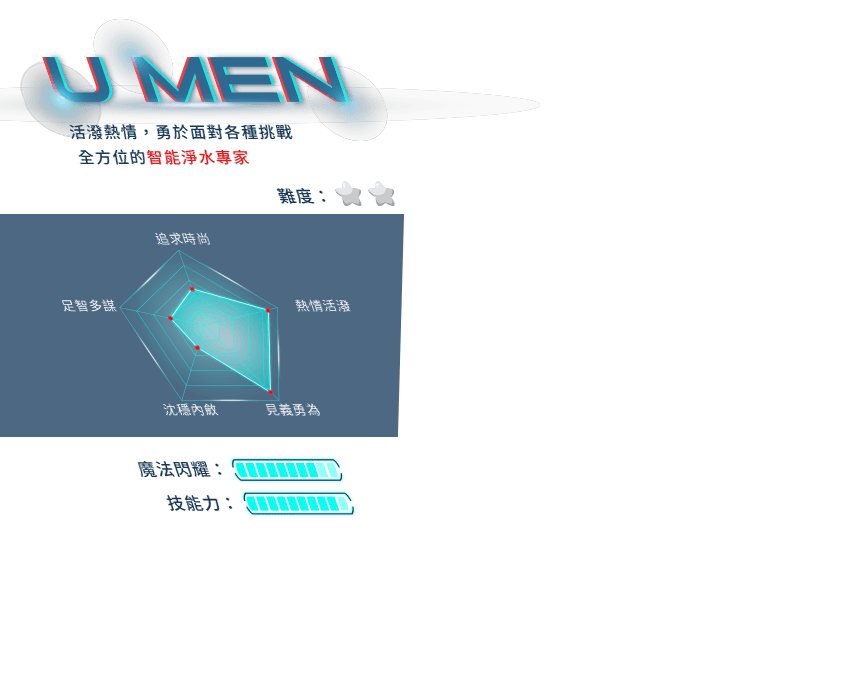 U MEN
活潑熱情，勇於面對各種挑戰
全方位的智能淨水專家
難度：
追求時尚
足智多謀
熱情活潑
沈穩內斂
見義勇為
魔法閃耀：
技能力：